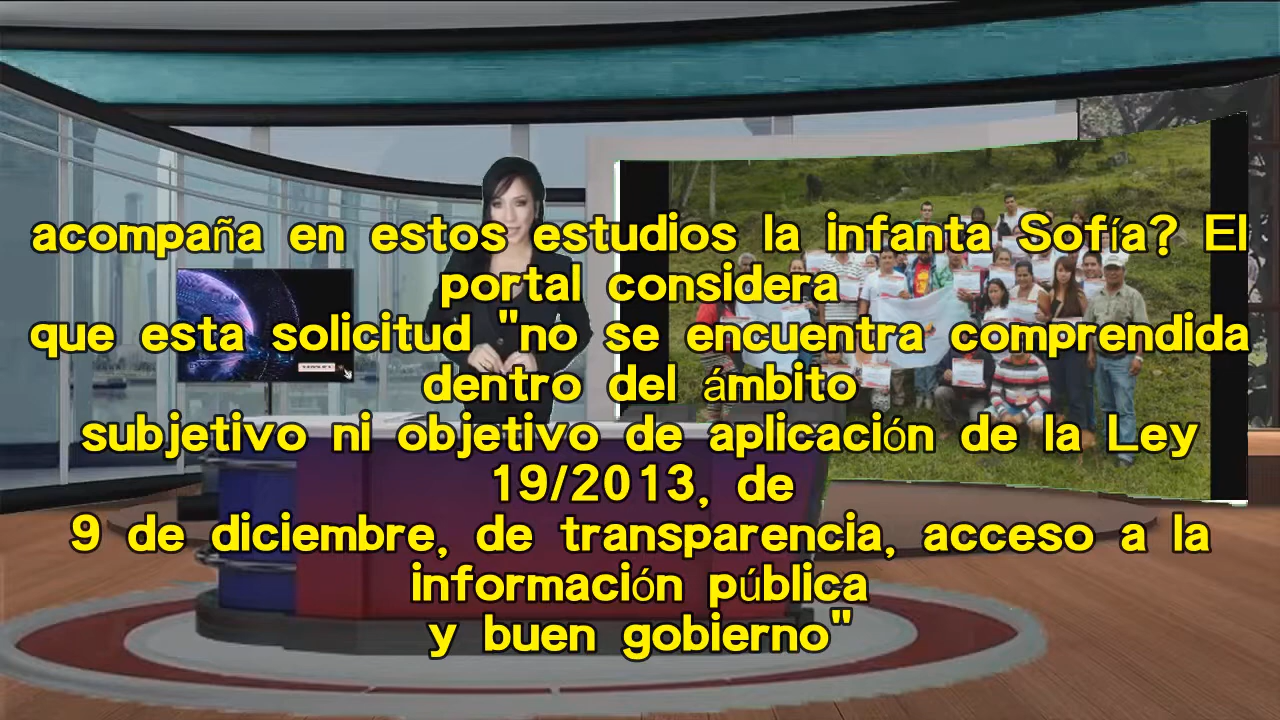 acompaña en estos estudios la infanta Sofía? El
portal considera
que esta solicitud "no se encuentra comprendida
dentro del ámbito
subjetivo ni objetivo de aplicación de la Ley
19/2013, de
9 de diciembre, de transparencia, acceso a la
información pública
y buen gobierno"